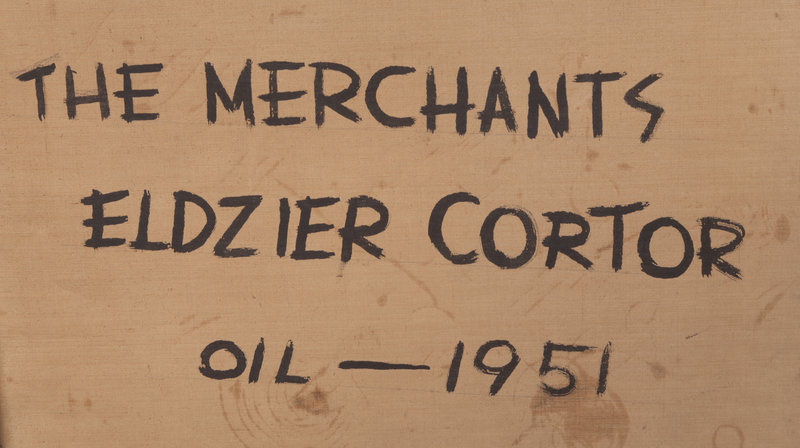 THE MERCHANTS
ELDZIER CORTOR
OIL — 1951